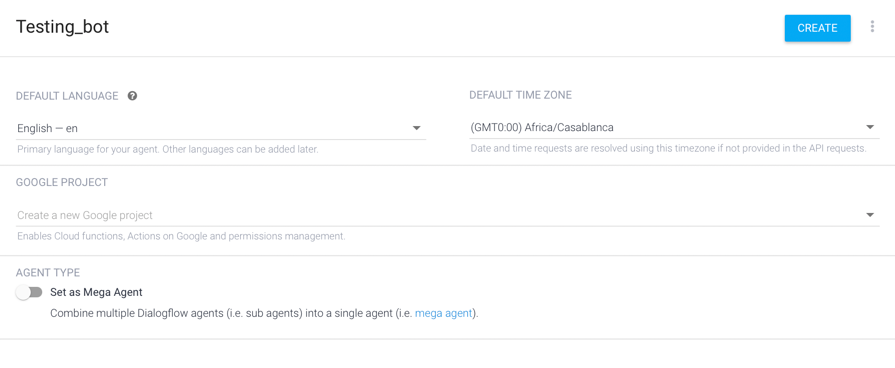 Testing_bot
CREATE
DEFAULT LANGUAGE ?
DEFAULT TIME ZONE
English — en
(GMT0:00) Africa/Casablanca
Primary language for your agent. Other languages can be added later.
Date and time requests are resolved using this timezone if not provided in the API requests.
GOOGLE PROJECT
Create a new Google project
Enables Cloud functions, Actions on Google and permissions management.
AGENT TYPE
Set as Mega Agent
Combine multiple Dialogflow agents (i.e. sub agents) into a single agent (i.e. mega agent).